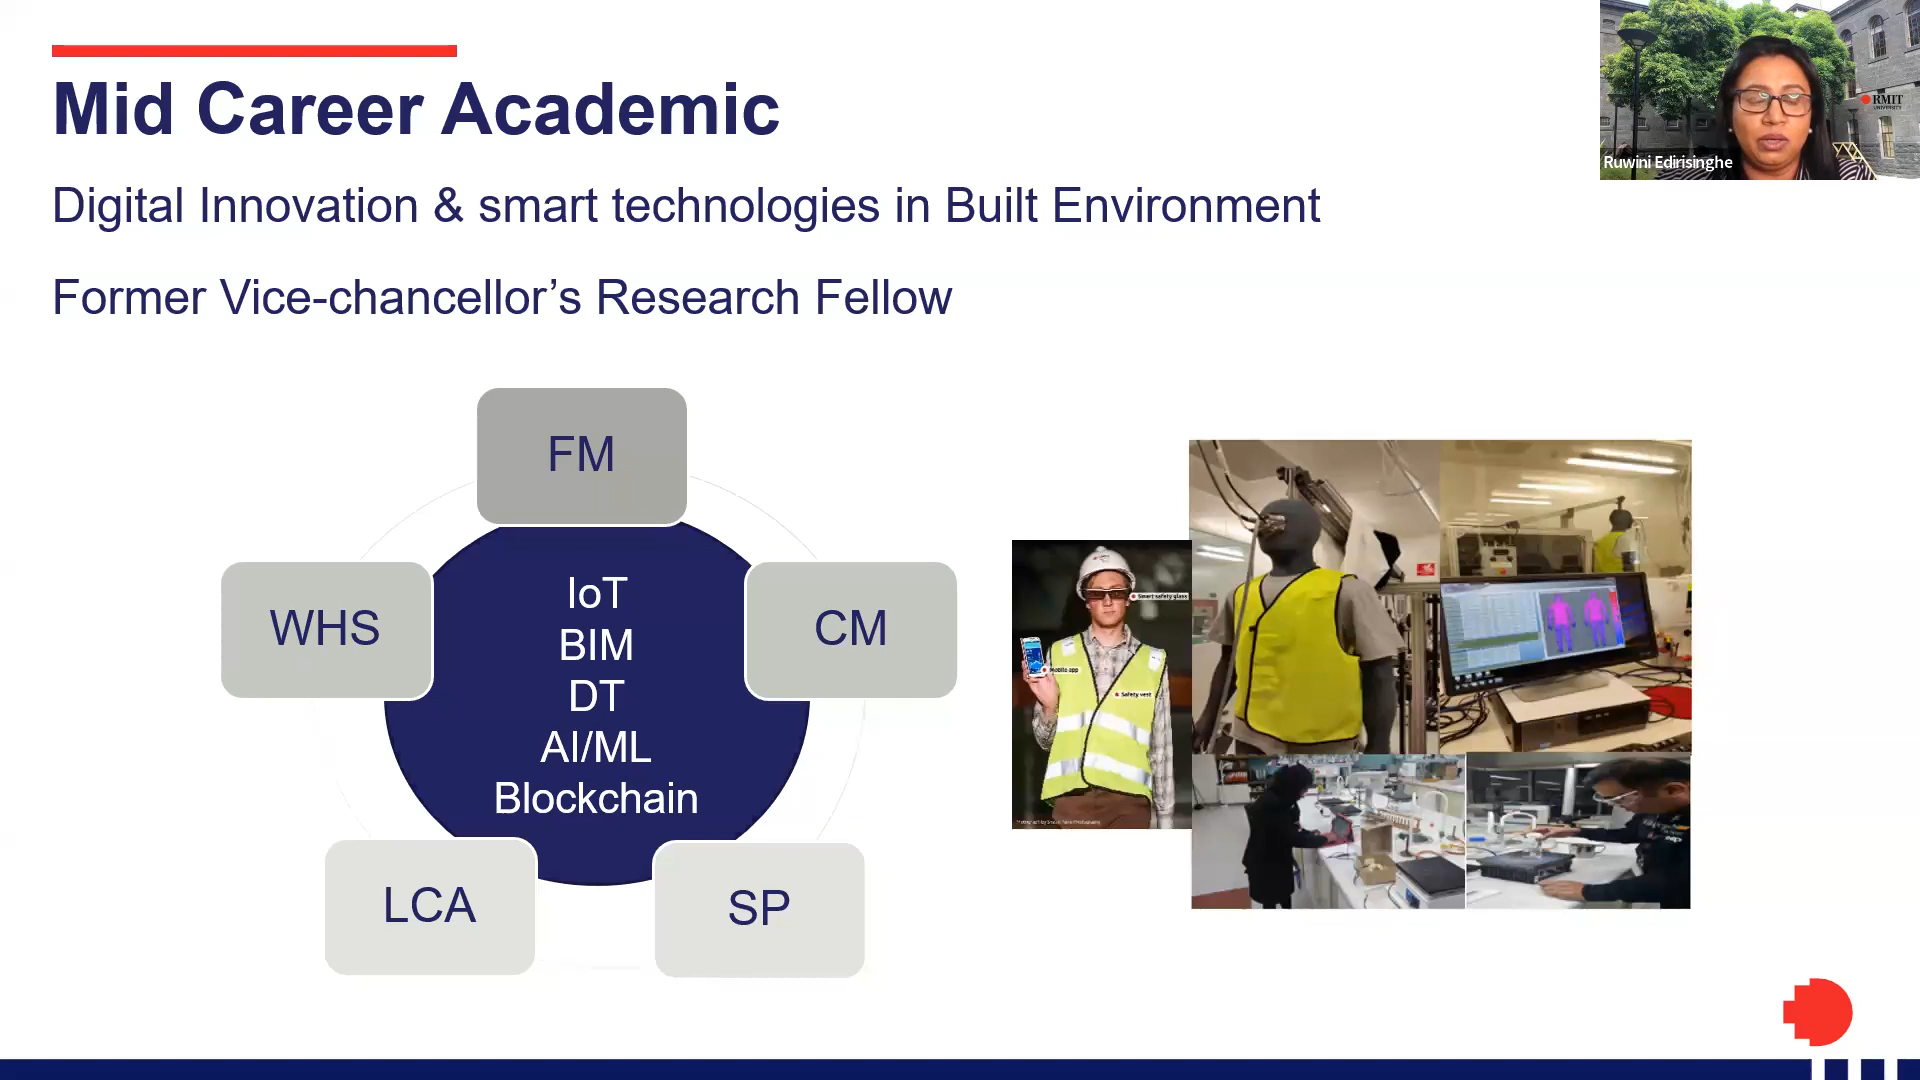 Mid Career Academic
Digital Innovation & smart technologies in Built Environment
Former Vice-chancellor’s Research Fellow
RMIT
UNIVERSITY
Ruwini Edirisinghe
FM
WHS
CM
IoT
BIM
DT
AI/ML
Blockchain
LCA
SP
Smart safety glass
Mobile app
Safety vest